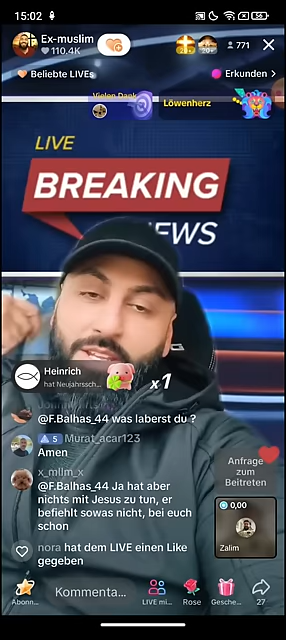 15:02
56
Ex-muslim
110.4K
771
Beliebte LIVEs
Erkunden >
Vielen Dank
Löwenherz
LIVE
BREAKING
NEWS
Heinrich
hat Neujahrssch...
x1
@F.Balhas_44 was laberst du ?
5 Murat_acar123
Amen
x_mllm_x
@F.Balhas_44 Ja hat aber
nichts mit Jesus zu tun, er
befiehlt sowas nicht, bei euch
schon
nora hat dem LIVE einen Like
gegeben
Anfrage
zum
Beitreten
0,00
Zalim
Kommenta...
Abonn...
LIVE mi...
Rose
Gesche...
27